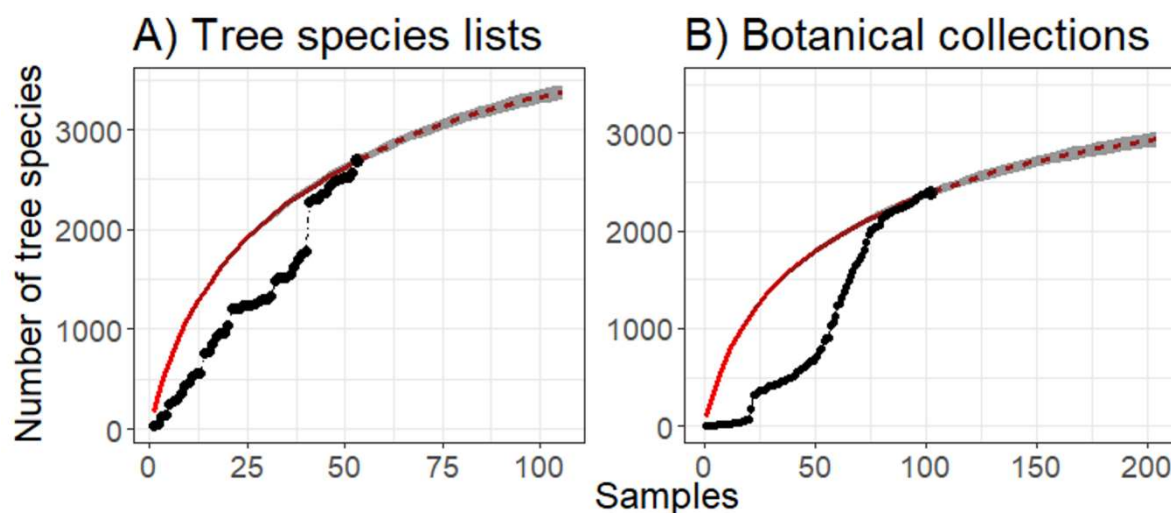 A) Tree species lists
B) Botanical collections
Number of tree species
3000
2000
1000
0
0 25 50 75 100
3000
2000
1000
0
0 50 100 150 200
Samples